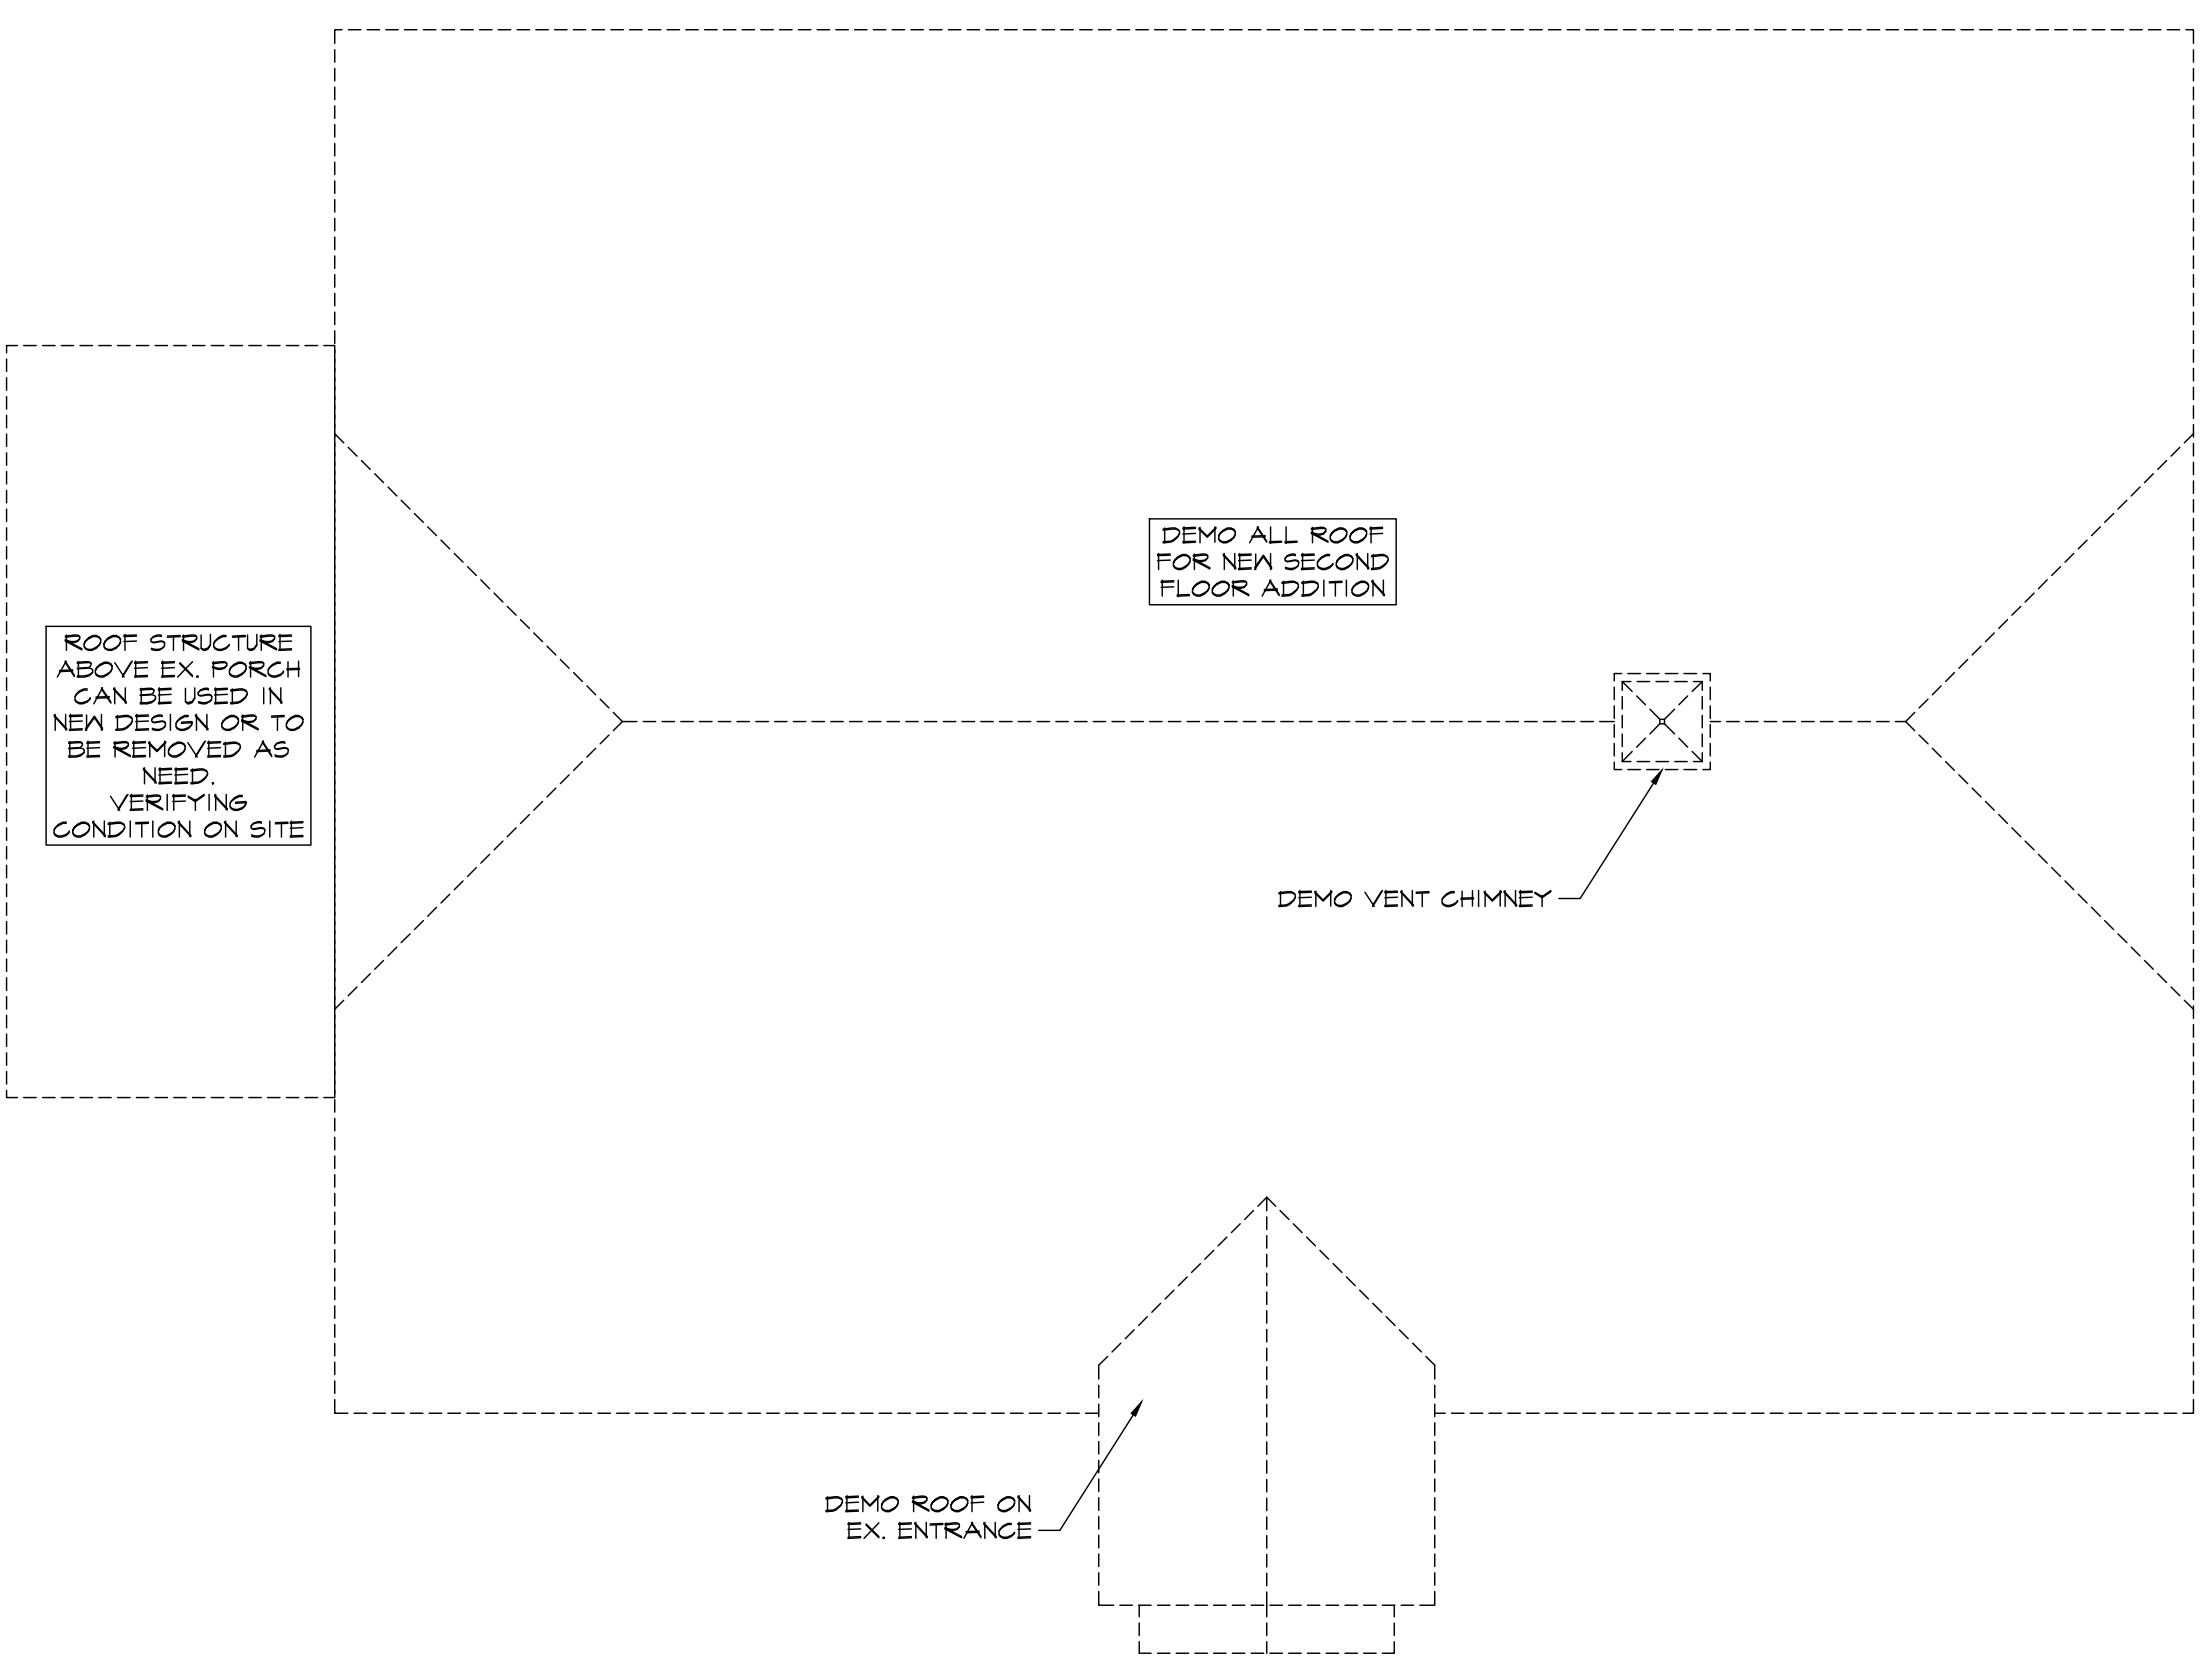 DEMO ALL ROOF
FOR NEW SECOND
FLOOR ADDITION
ROOF STRUCTURE
ABOVE EX. PORCH
CAN BE USED IN
NEW DESIGN OR TO
BE REMOVED AS
NEED.
VERIFYING
CONDITION ON SITE
DEMO VENT CHIMNEY
DEMO ROOF ON
EX. ENTRANCE